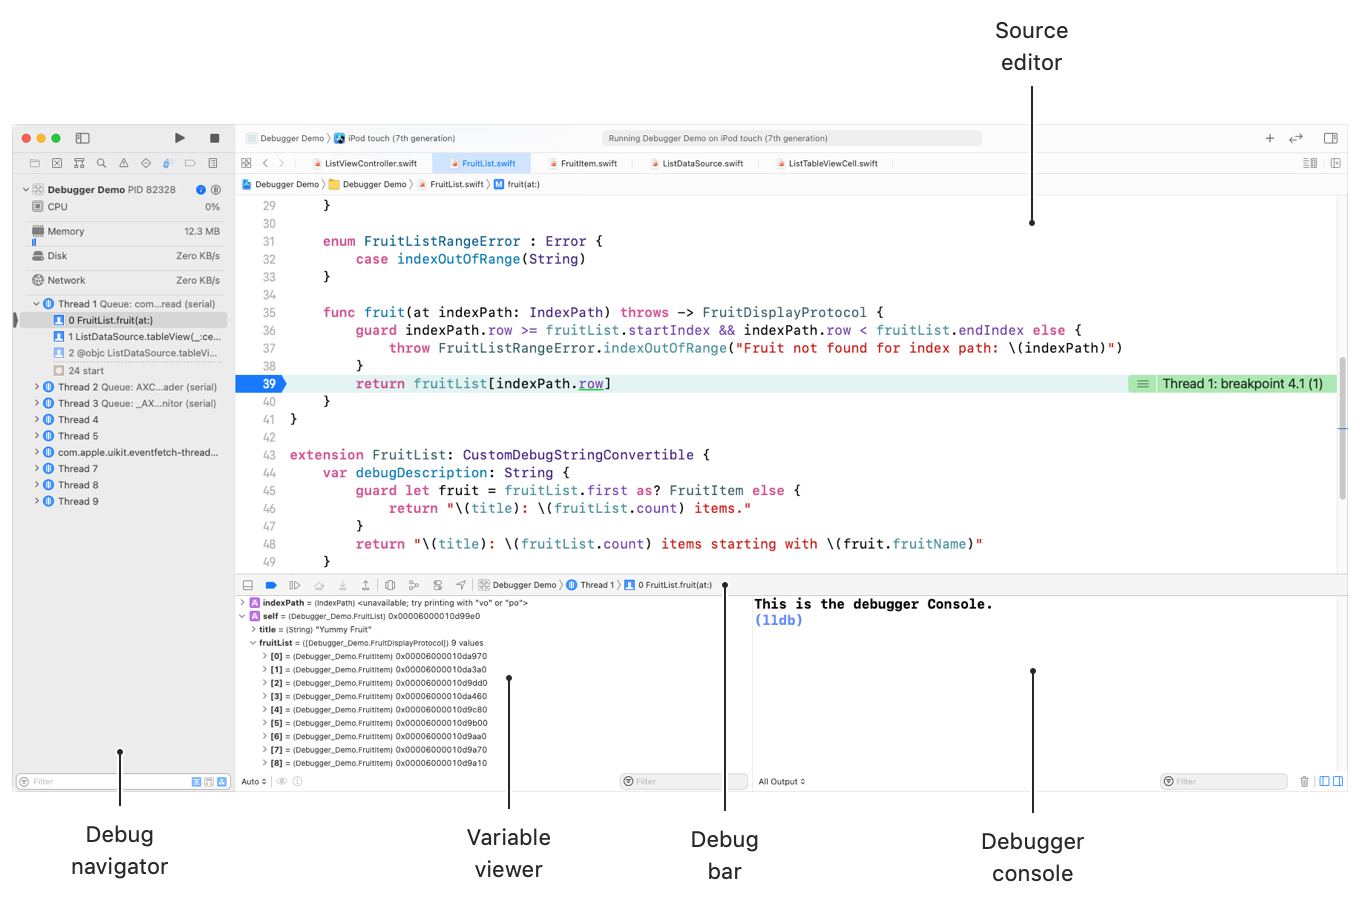 Source
editor
Debugger Demo
iPod touch (7th generation)
Running Debugger Demo on iPod touch (7th generation)
ListViewController.swift
FruitList.swift
FruitItem.swift
ListDataSource.swift
ListTableViewCell.swift
Debugger Demo
Debugger Demo
FruitList.swift
M fruit(at:)
Debugger Demo PID 82328
CPU 0%
Memory 12.3 MB
Disk Zero KB/s
Network Zero KB/s
Thread 1 Queue: com...read (serial)
0 FruitList.fruit(at:)
1 ListDataSource.tableView(_:ce...
2 @objc ListDataSource.tableVi...
24 start
Thread 2 Queue: AXC...ader (serial)
Thread 3 Queue: _AX...nitor (serial)
Thread 4
Thread 5
com.apple.uikit.eventfetch-thread...
Thread 7
Thread 8
Thread 9
Filter
29 }
30
31 enum FruitListRangeError : Error {
32 case indexOutOfRange(String)
33 }
34
35 func fruit(at indexPath: IndexPath) throws -> FruitDisplayProtocol {
36 guard indexPath.row >= fruitList.startIndex && indexPath.row < fruitList.endIndex else {
37 throw FruitListRangeError.indexOutOfRange("Fruit not found for index path: \(indexPath)")
38 }
39 return fruitList[indexPath.row] Thread 1: breakpoint 4.1 (1)
40 }
41 }
42
43 extension FruitList: CustomDebugStringConvertible {
44 var debugDescription: String {
45 guard let fruit = fruitList.first as? FruitItem else {
46 return "\(title): \(fruitList.count) items."
47 }
48 return "\(title): \(fruitList.count) items starting with \(fruit.fruitName)"
49 }
Debugger Demo
Thread 1
0 FruitList.fruit(at:)
A indexPath = (IndexPath) <unavailable; try printing with "vo" or "po">
A self = (Debugger_Demo.FruitList) 0x00006000010d99e0
title = (String) "Yummy Fruit"
fruitList = ([Debugger_Demo.FruitDisplayProtocol]) 9 values
[0] = (Debugger_Demo.FruitItem) 0x00006000010da970
[1] = (Debugger_Demo.FruitItem) 0x00006000010da3a0
[2] = (Debugger_Demo.FruitItem) 0x00006000010d9dd0
[3] = (Debugger_Demo.FruitItem) 0x00006000010da460
[4] = (Debugger_Demo.FruitItem) 0x00006000010d9c80
[5] = (Debugger_Demo.FruitItem) 0x00006000010d9b00
[6] = (Debugger_Demo.FruitItem) 0x00006000010d9aa0
[7] = (Debugger_Demo.FruitItem) 0x00006000010d9a70
[8] = (Debugger_Demo.FruitItem) 0x00006000010d9a10
Auto
Filter
This is the debugger Console.
(lldb)
All Output
Filter
Debug
navigator
Variable
viewer
Debug
bar
Debugger
console